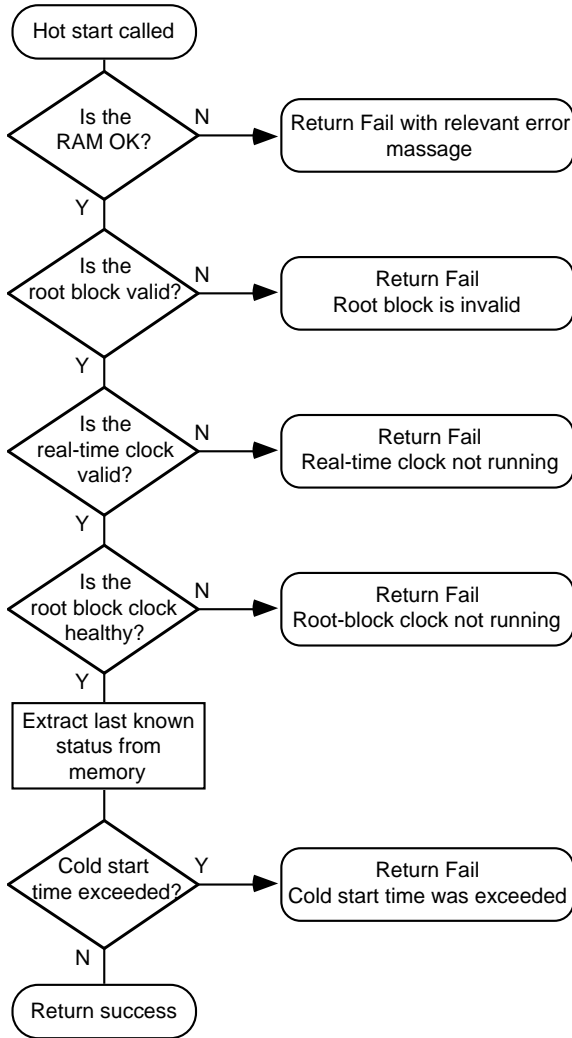 Hot start called
Is the
RAM OK?
N
Return Fail with relevant error
massage
Y
Is the
root block valid?
N
Return Fail
Root block is invalid
Y
Is the
real-time clock
valid?
N
Return Fail
Real-time clock not running
Y
Is the
root block clock
healthy?
N
Return Fail
Root-block clock not running
Y
Extract last known
status from
memory
Cold start
time exceeded?
Y
Return Fail
Cold start time was exceeded
N
Return success